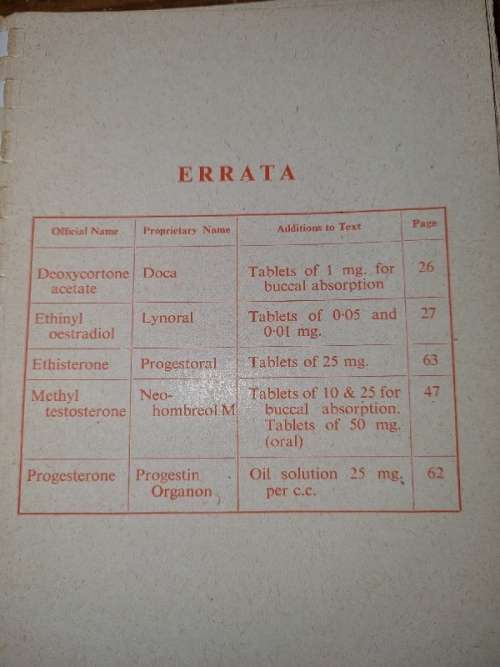 ERRATA
Official Name Proprietary Name Additions to Text Page
Deoxycortone Doca Tablets of 1 mg. for 26
acetate buccal absorption
Ethinyl Lynoral Tablets of 0·05 and 27
oestradiol 0·01 mg.
Ethisterone Progestoral Tablets of 25 mg. 63
Methyl Neo- Tablets of 10 & 25 for 47
testosterone hombreol M buccal absorption.
Tablets of 50 mg.
(oral)
Progesterone Progestin Oil solution 25 mg. 62
Organon per c.c.